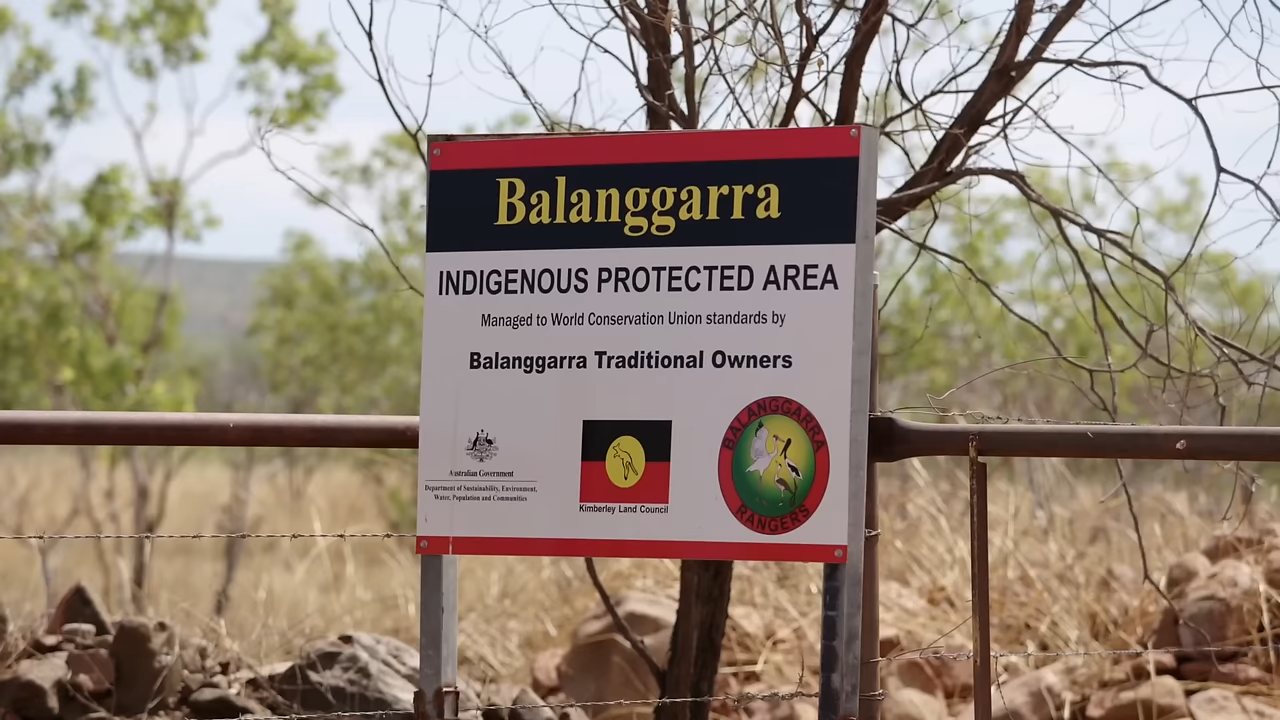 Balanggarra
INDIGENOUS PROTECTED AREA
Managed to World Conservation Union standards by
Balanggarra Traditional Owners
Australian Government
Department of Sustainability, Environment,
Water, Population and Communities
Kimberley Land Council
BALANGGARRA
RANGERS